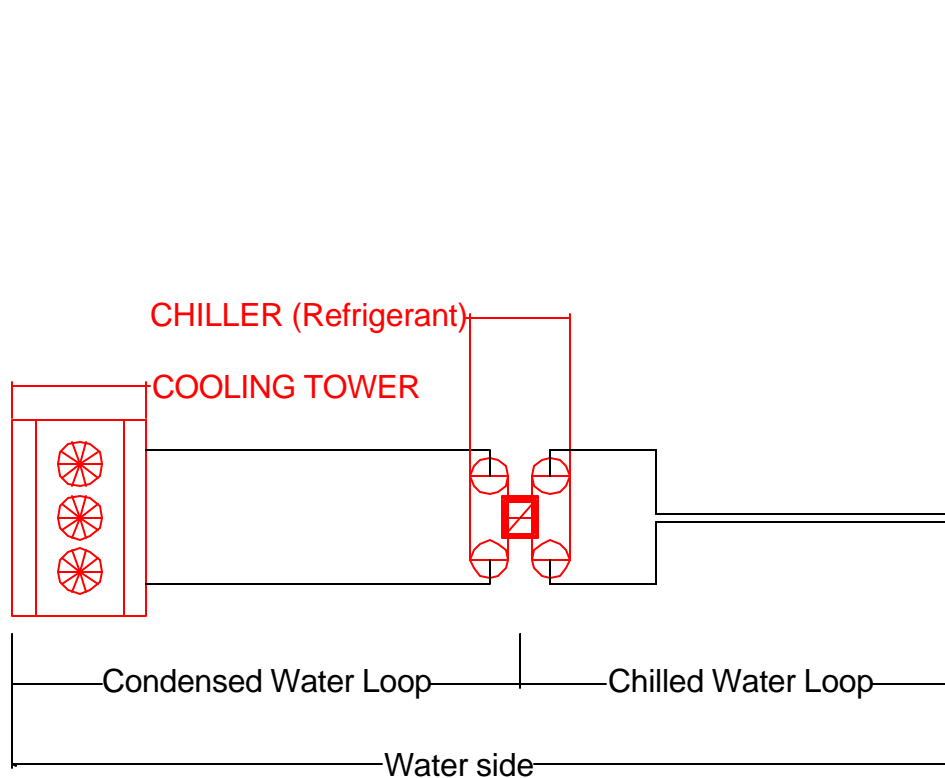 CHILLER (Refrigerant)
COOLING TOWER
Condensed Water Loop
Chilled Water Loop
Water side